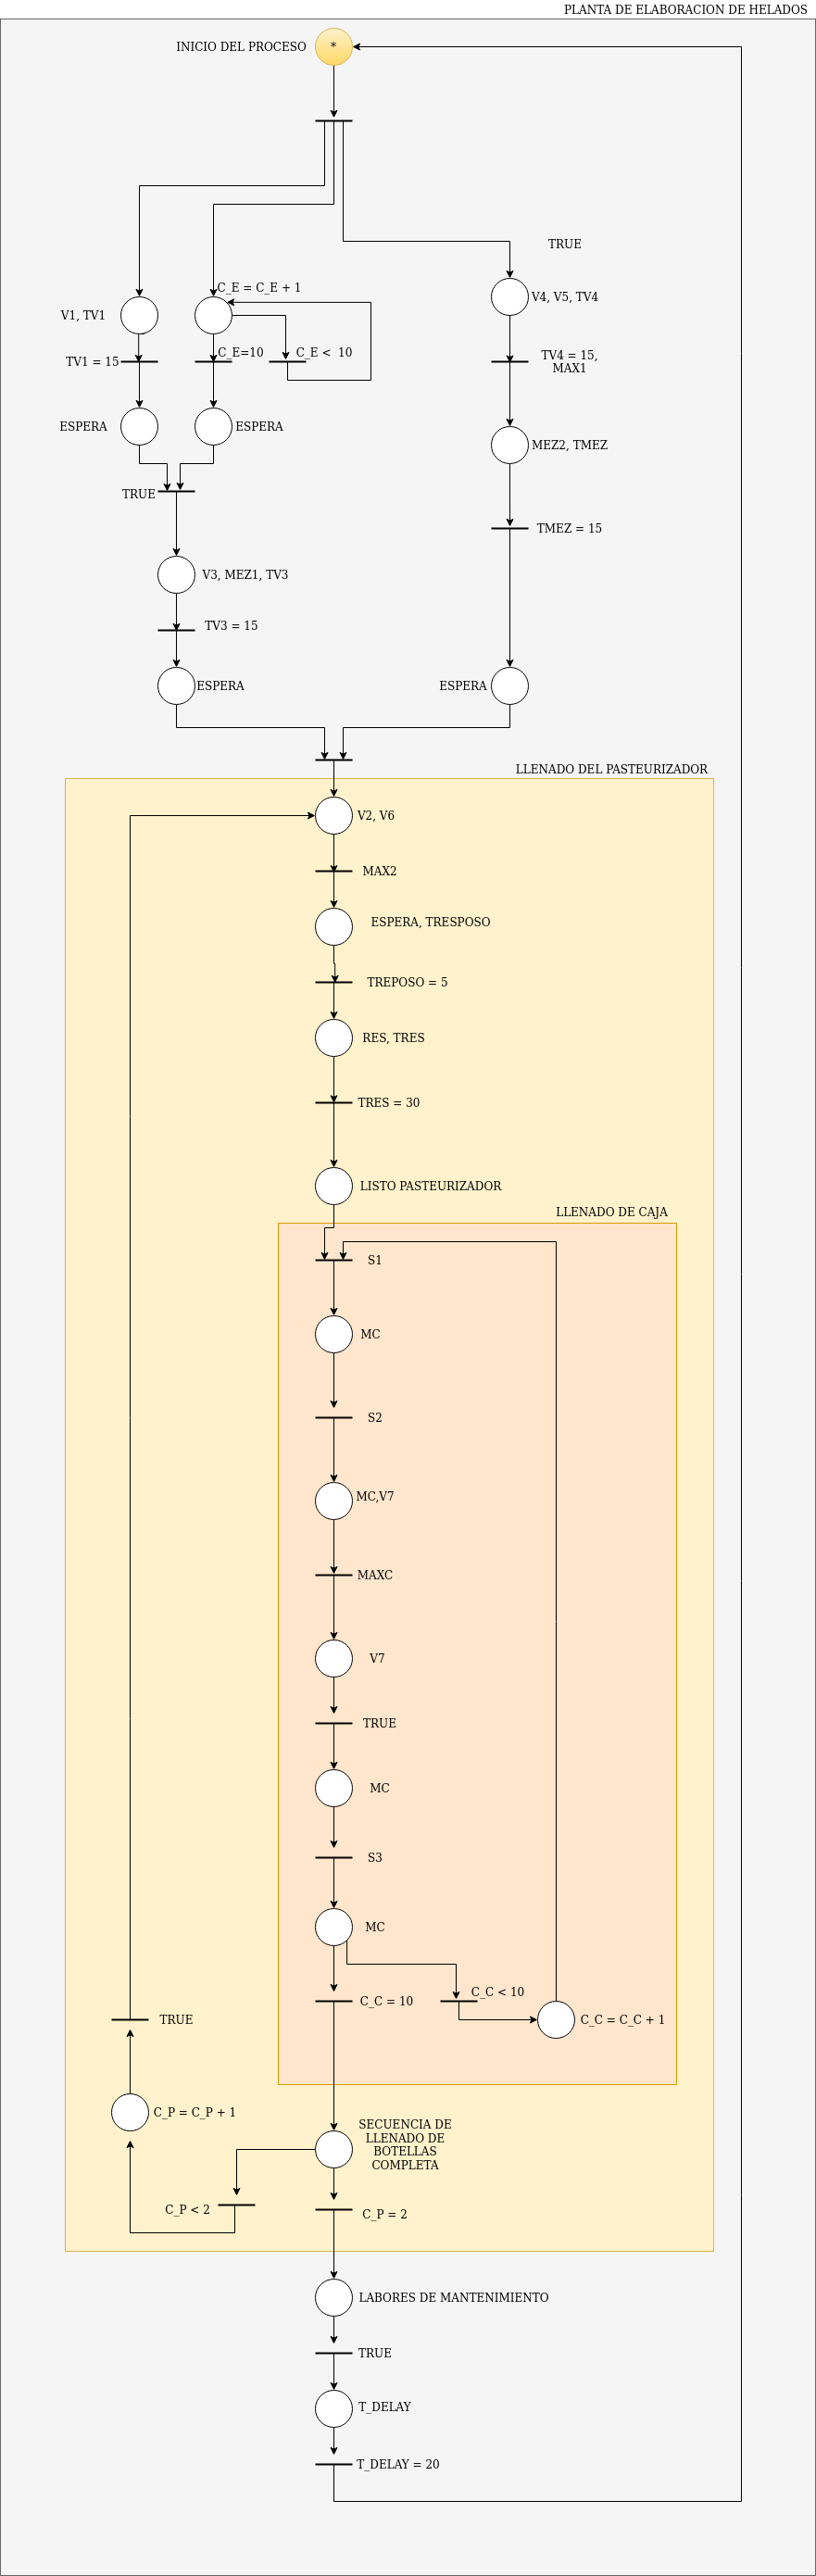 PLANTA DE ELABORACION DE HELADOS
INICIO DEL PROCESO
*
TRUE
C_E = C_E + 1
V1, TV1
V4, V5, TV4
TV1 = 15
C_E=10
C_E < 10
TV4 = 15,
MAX1
ESPERA
ESPERA
MEZ2, TMEZ
TRUE
TMEZ = 15
V3, MEZ1, TV3
TV3 = 15
ESPERA
ESPERA
LLENADO DEL PASTEURIZADOR
V2, V6
MAX2
ESPERA, TRESPOSO
TREPOSO = 5
RES, TRES
TRES = 30
LISTO PASTEURIZADOR
LLENADO DE CAJA
S1
MC
S2
MC,V7
MAXC
V7
TRUE
MC
S3
MC
C_C < 10
C_C = 10
C_C = C_C + 1
TRUE
C_P = C_P + 1
SECUENCIA DE
LLENADO DE
BOTELLAS
COMPLETA
C_P < 2
C_P = 2
LABORES DE MANTENIMIENTO
TRUE
T_DELAY
T_DELAY = 20